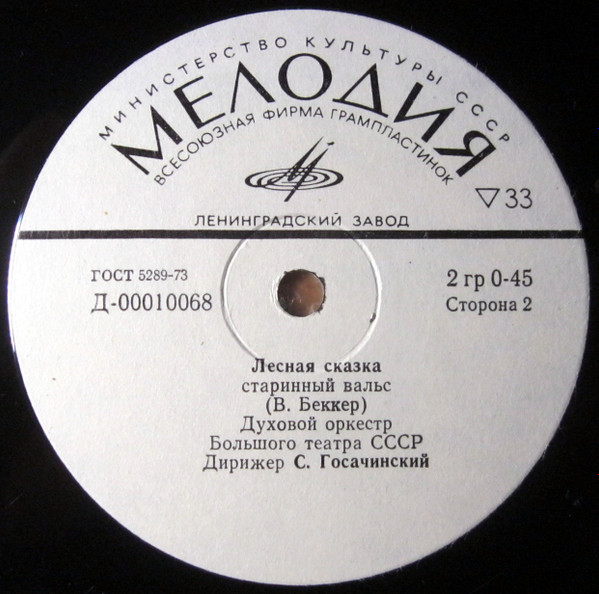 МИНИСТЕРСТВО КУЛЬТУРЫ СССР
МЕЛОДИЯ
ВСЕСОЮЗНАЯ ФИРМА ГРАМПЛАСТИНОК
▽33
ЛЕНИНГРАДСКИЙ ЗАВОД
ГОСТ 5289-73
2 гр 0-45
Д-00010068
Сторона 2
Лесная сказка
старинный вальс
(В. Беккер)
Духовой оркестр
Большого театра СССР
Дирижер С. Госачинский